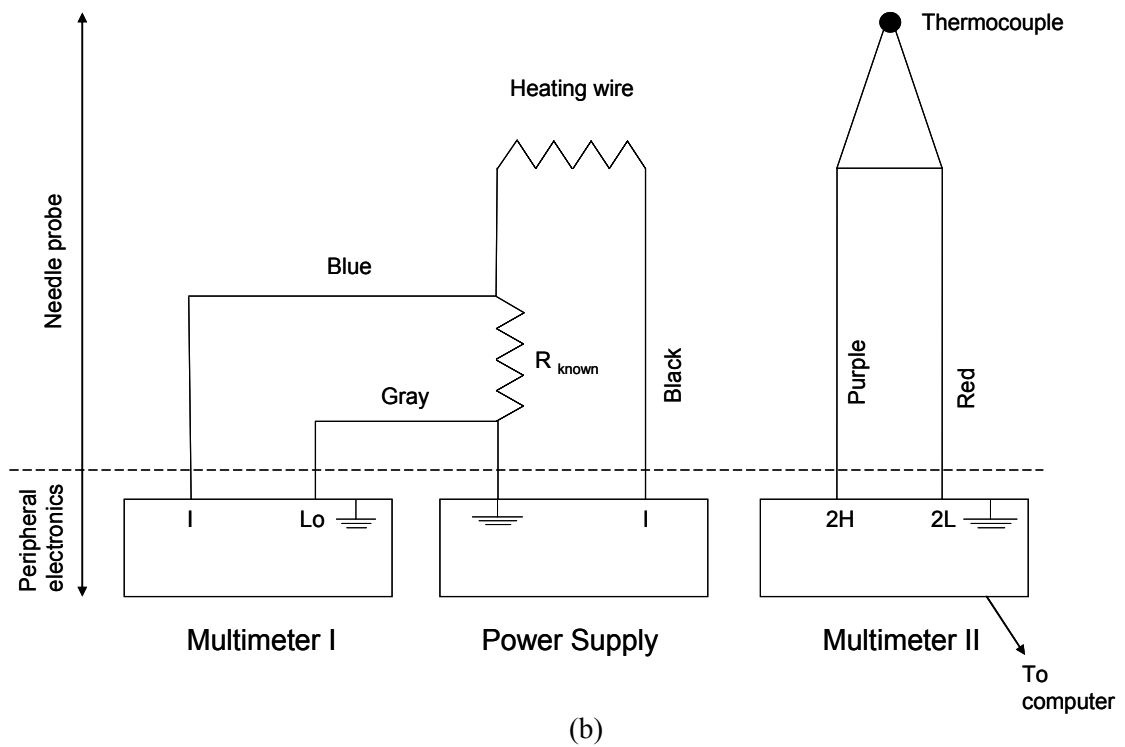 Thermocouple
Heating wire
Needle probe
Blue
R known
Gray
Black
Purple
Red
Peripheral
electronics
I
Lo
I
2H
2L
Multimeter I
Power Supply
Multimeter II
To
computer
(b)